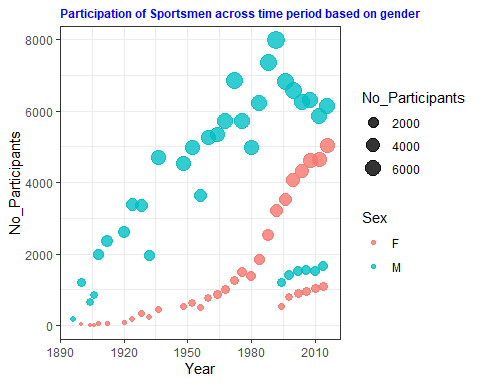 Participation of Sportsmen across time period based on gender
No_Participants
8000
6000
4000
2000
0
1890
1920
1950
1980
2010
Year
No_Participants
2000
4000
6000
Sex
F
M